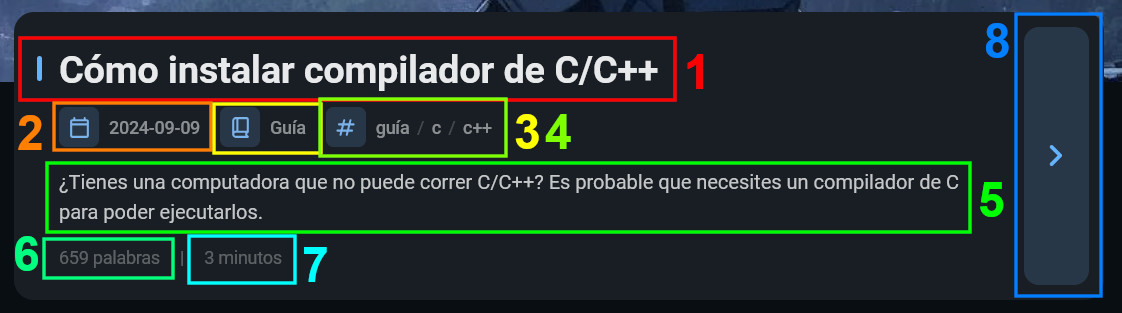 Cómo instalar compilador de C/C++ 1 8
2 2024-09-09 Guía # guía / c / c++ 3 4
¿Tienes una computadora que no puede correr C/C++? Es probable que necesites un compilador de C
para poder ejecutarlos. 5
6 659 palabras | 3 minutos 7